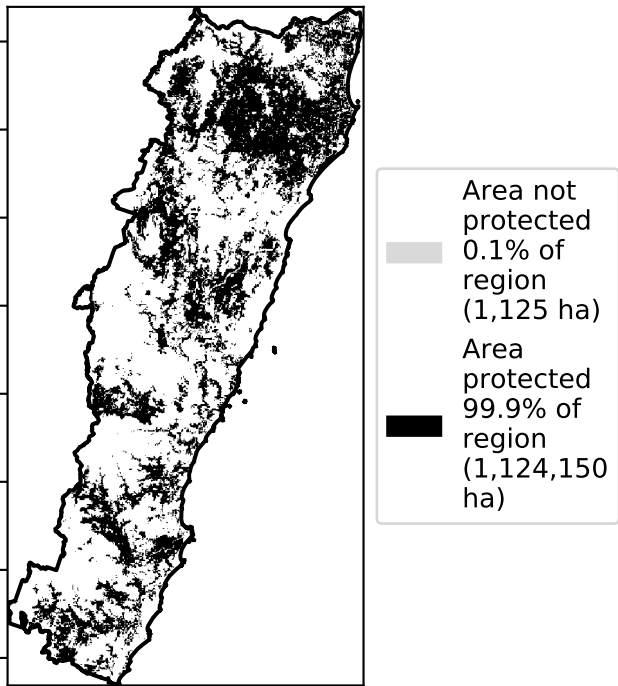 Area not
protected
0.1% of
region
(1,125 ha)
Area
protected
99.9% of
region
(1,124,150
ha)